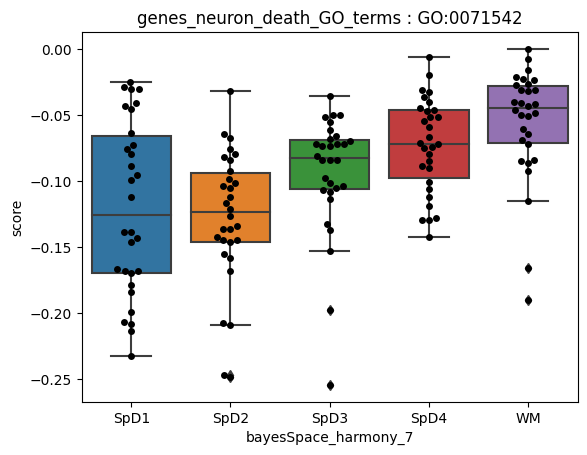 genes_neuron_death_GO_terms : GO:0071542
0.00
−0.05
−0.10
−0.15
−0.20
−0.25
score
SpD1 SpD2 SpD3 SpD4 WM
bayesSpace_harmony_7